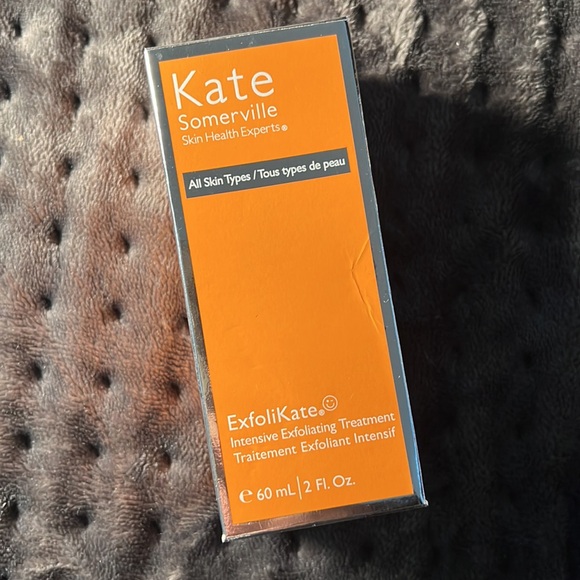 Kate
Somerville
Skin Health Experts®
All Skin Types / Tous types de peau
ExfoliKate®
Intensive Exfoliating Treatment
Traitement Exfoliant Intensif
℮ 60 mL | 2 Fl. Oz.